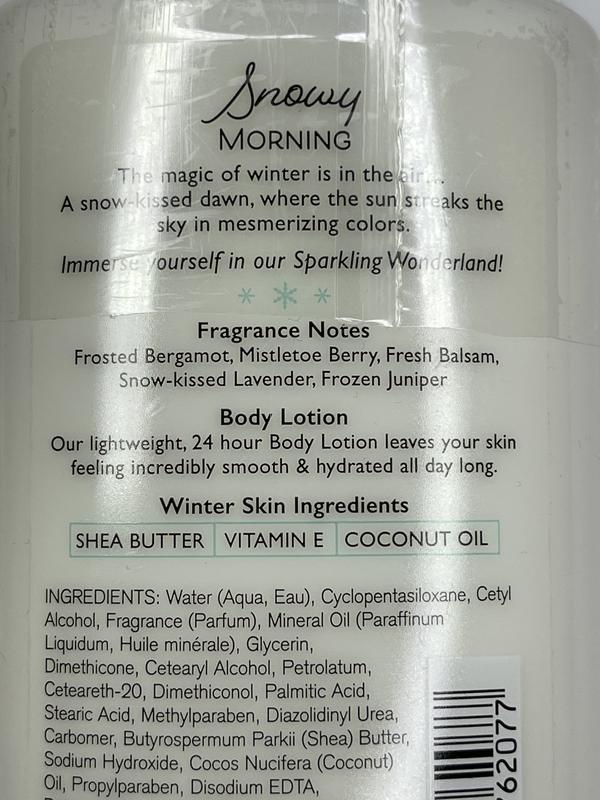 Snowy
MORNING
The magic of winter is in the air...
A snow-kissed dawn, where the sun streaks the
sky in mesmerizing colors.
Immerse yourself in our Sparkling Wonderland!
Fragrance Notes
Frosted Bergamot, Mistletoe Berry, Fresh Balsam,
Snow-kissed Lavender, Frozen Juniper
Body Lotion
Our lightweight, 24 hour Body Lotion leaves your skin
feeling incredibly smooth & hydrated all day long.
Winter Skin Ingredients
SHEA BUTTER VITAMIN E COCONUT OIL
INGREDIENTS: Water (Aqua, Eau), Cyclopentasiloxane, Cetyl
Alcohol, Fragrance (Parfum), Mineral Oil (Paraffinum
Liquidum, Huile minérale), Glycerin,
Dimethicone, Cetearyl Alcohol, Petrolatum,
Ceteareth-20, Dimethiconol, Palmitic Acid,
Stearic Acid, Methylparaben, Diazolidinyl Urea,
Carbomer, Butyrospermum Parkii (Shea) Butter,
Sodium Hydroxide, Cocos Nucifera (Coconut)
Oil, Propylparaben, Disodium EDTA,
62077